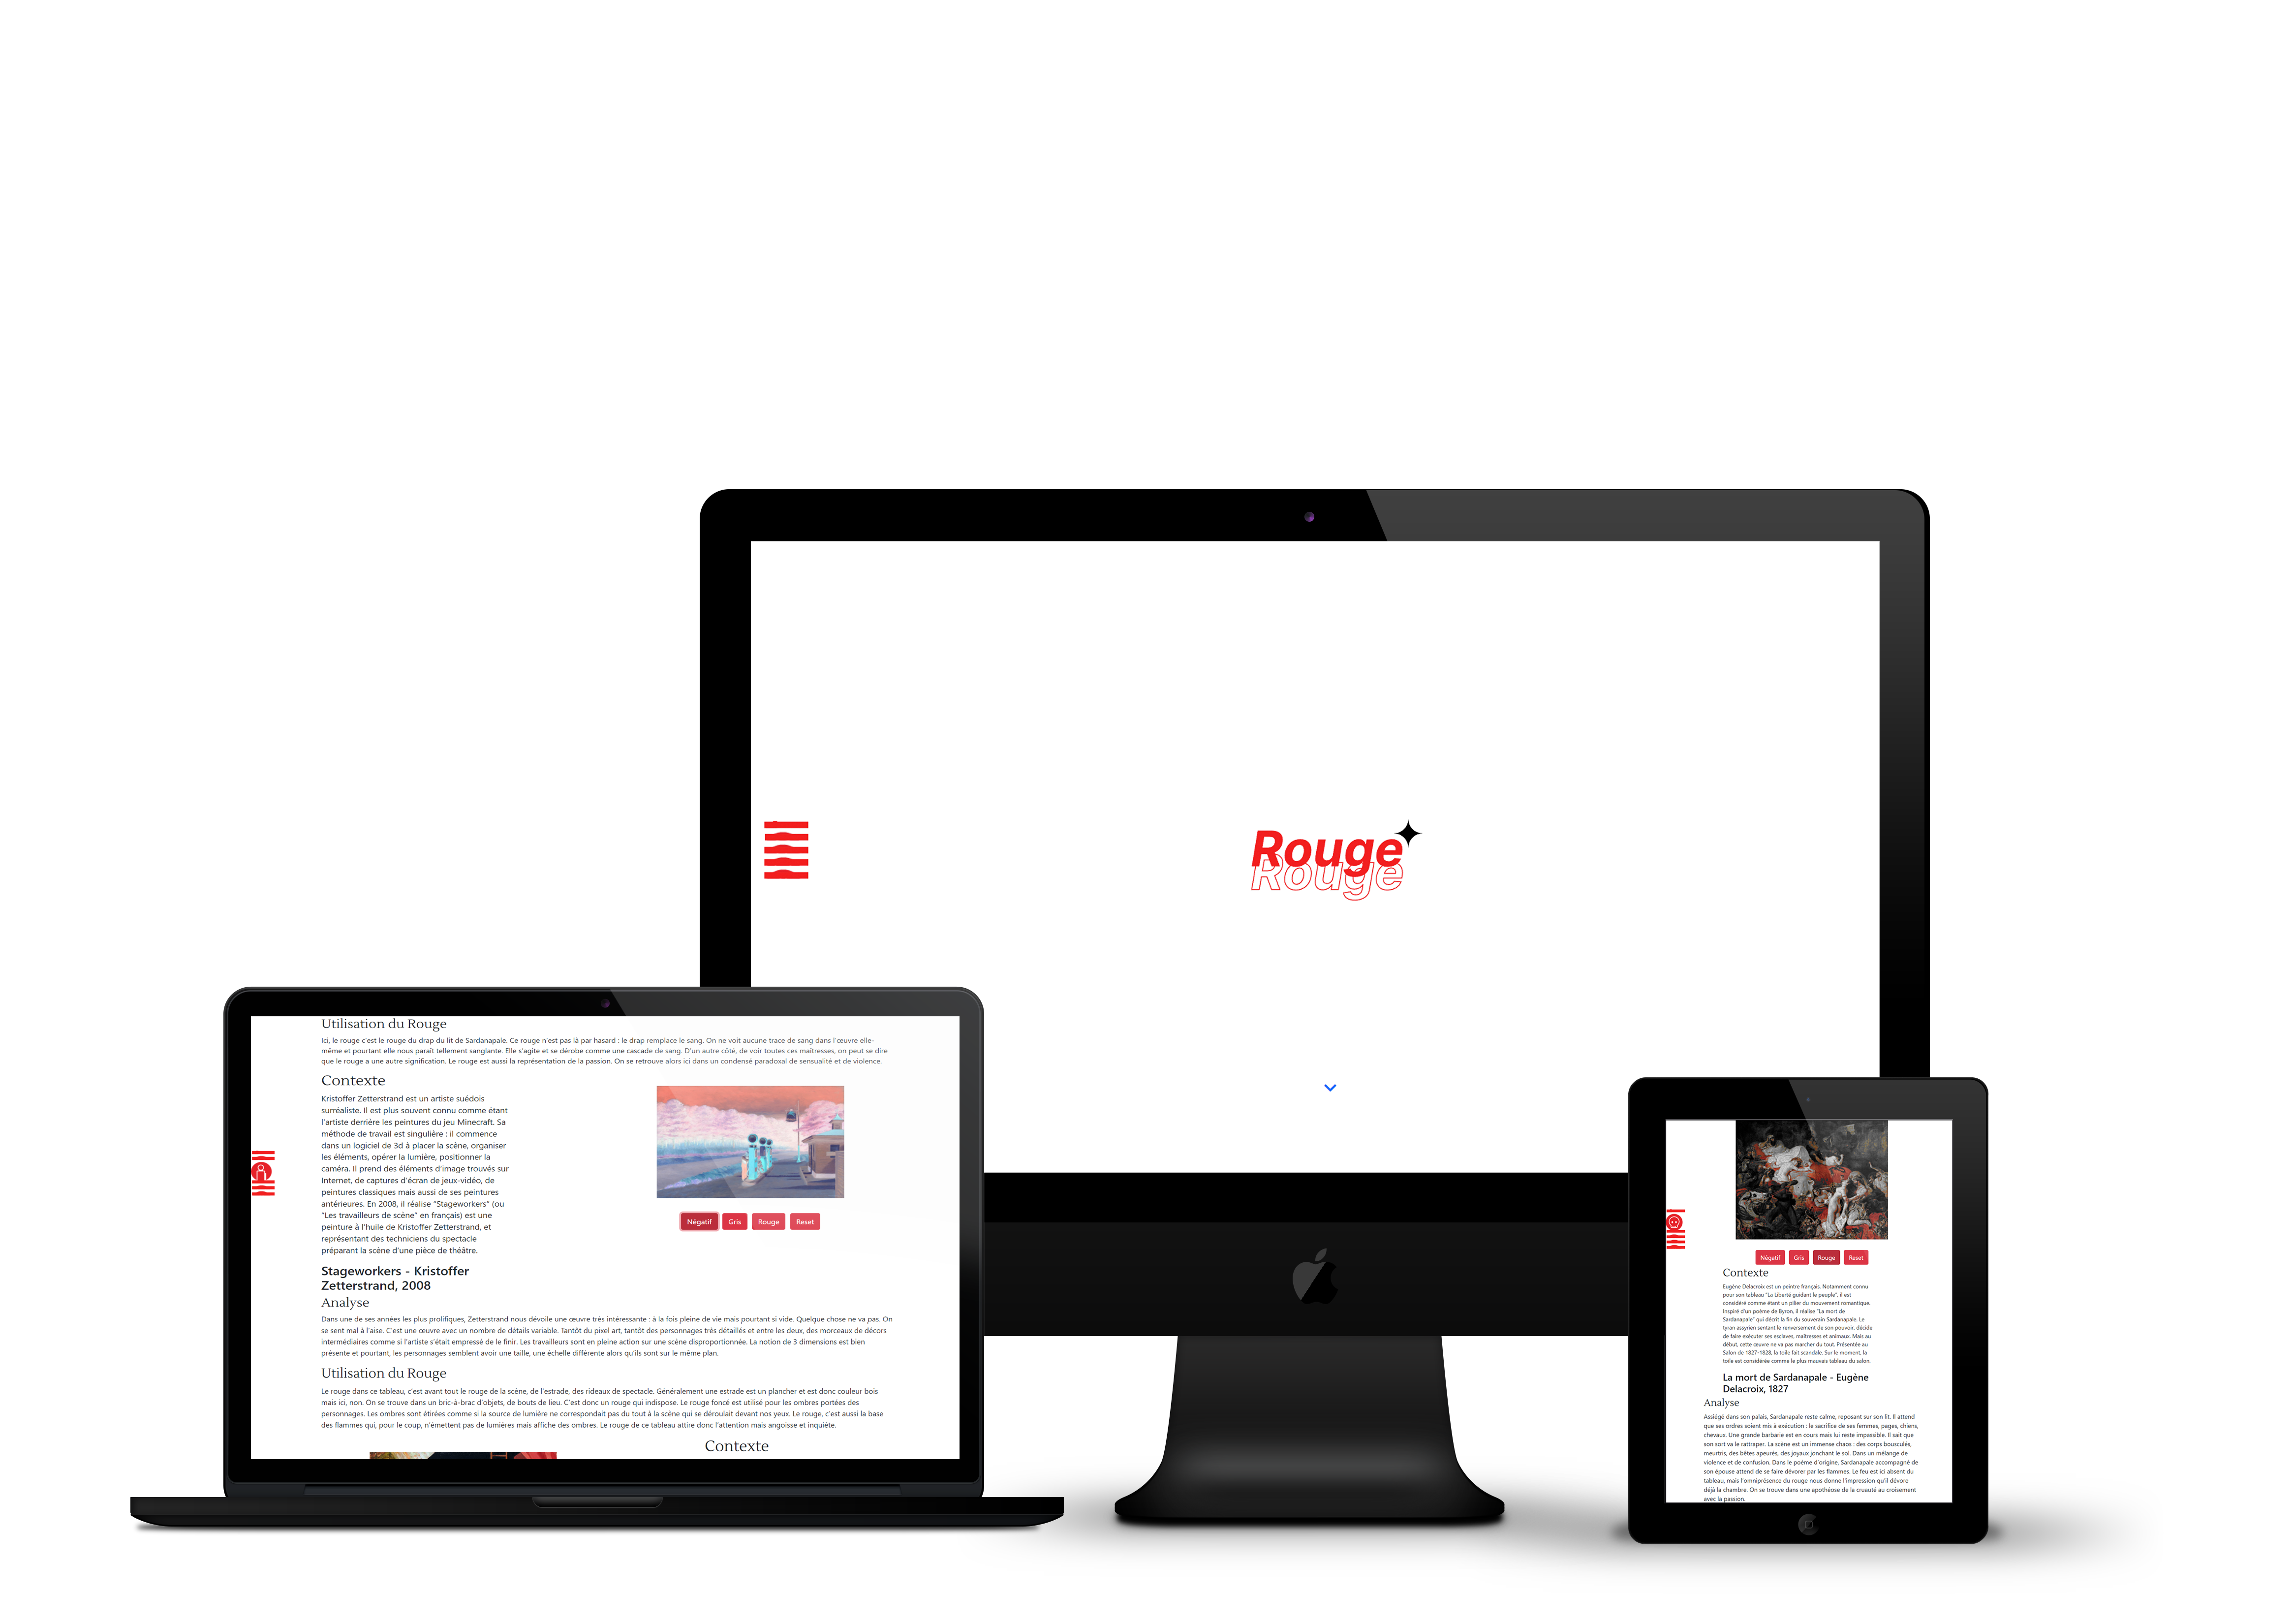 Rouge
Rouge
Utilisation du Rouge
Ici, le rouge c'est le rouge du drap du lit de Sardanapale. Ce rouge n'est pas là par hasard : le drap remplace le sang. On ne voit aucune trace de sang dans l'œuvre elle-
même et pourtant elle nous paraît tellement sanglante. Elle s'agite et se dérobe comme une cascade de sang. D'un autre côté, de voir toutes ces maîtresses, on peut se dire
que le rouge a une autre signification. Le rouge est aussi la représentation de la passion. On se retrouve alors ici dans un condensé paradoxal de sensualité et de violence.
Contexte
Kristoffer Zetterstrand est un artiste suédois
surréaliste. Il est plus souvent connu comme étant
l'artiste derrière les peintures du jeu Minecraft. Sa
méthode de travail est singulière : il commence
dans un logiciel de 3d à placer la scène, organiser
les éléments, opérer la lumière, positionner la
caméra. Il prend des éléments d'image trouvés sur
Internet, de captures d'écran de jeux-vidéo, de
peintures classiques mais aussi de ses peintures
antérieures. En 2008, il réalise "Stageworkers" (ou
"Les travailleurs de scène" en français) est une
peinture à l'huile de Kristoffer Zetterstrand, et
représentant des techniciens du spectacle
préparant la scène d'une pièce de théâtre.
Négatif Gris Rouge Reset
Stageworkers - Kristoffer
Zetterstrand, 2008
Analyse
Dans une de ses années les plus prolifiques, Zetterstrand nous dévoile une œuvre très intéressante : à la fois pleine de vie mais pourtant si vide. Quelque chose ne va pas. On
se sent mal à l'aise. C'est une œuvre avec un nombre de détails variable. Tantôt du pixel art, tantôt des personnages très détaillés et entre les deux, des morceaux de décors
intermédiaires comme si l'artiste s'était empressé de le finir. Les travailleurs sont en pleine action sur une scène disproportionnée. La notion de 3 dimensions est bien
présente et pourtant, les personnages semblent avoir une taille, une échelle différente alors qu'ils sont sur le même plan.
Utilisation du Rouge
Le rouge dans ce tableau, c'est avant tout le rouge de la scène, de l'estrade, des rideaux de spectacle. Généralement une estrade est un plancher et est donc couleur bois
mais ici, non. On se trouve dans un bric-à-brac d'objets, de bouts de lieu. C'est donc un rouge qui indispose. Le rouge foncé est utilisé pour les ombres portées des
personnages. Les ombres sont étirées comme si la source de lumière ne correspondait pas du tout à la scène qui se déroulait devant nos yeux. Le rouge, c'est aussi la base
des flammes qui, pour le coup, n'émettent pas de lumières mais affiche des ombres. Le rouge de ce tableau attire donc l'attention mais angoisse et inquiète.
Contexte
Négatif Gris Rouge Reset
Contexte
Eugène Delacroix est un peintre français. Notamment connu
pour son tableau "La Liberté guidant le peuple", il est
considéré comme étant un pilier du mouvement romantique.
Inspiré d'un poème de Byron, il réalise "La mort de
Sardanapale" qui décrit la fin du souverain Sardanapale. Le
tyran assyrien sentant le renversement de son pouvoir, décide
de faire exécuter ses esclaves, maîtresses et animaux. Mais au
début, cette œuvre ne va pas marcher du tout. Présentée au
Salon de 1827-1828, la toile fait scandale. Sur le moment, la
toile est considérée comme le plus mauvais tableau du salon.
La mort de Sardanapale - Eugène
Delacroix, 1827
Analyse
Assiégé dans son palais, Sardanapale reste calme, reposant sur son lit. Il attend
que ses ordres soient mis à exécution : le sacrifice de ses femmes, pages, chiens,
chevaux. Une grande barbarie est en cours mais lui reste impassible. Il sait que
son sort va le rattraper. La scène est un immense chaos : des corps bousculés,
meurtris, des bêtes apeurés, des joyaux jonchant le sol. Dans un mélange de
violence et de confusion. Dans le poème d'origine, Sardanapale accompagné de
son épouse attend de se faire dévorer par les flammes. Le feu est ici absent du
tableau, mais l'omniprésence du rouge nous donne l'impression qu'il dévore
déjà la chambre. On se trouve dans une apothéose de la cruauté au croisement
avec la passion.